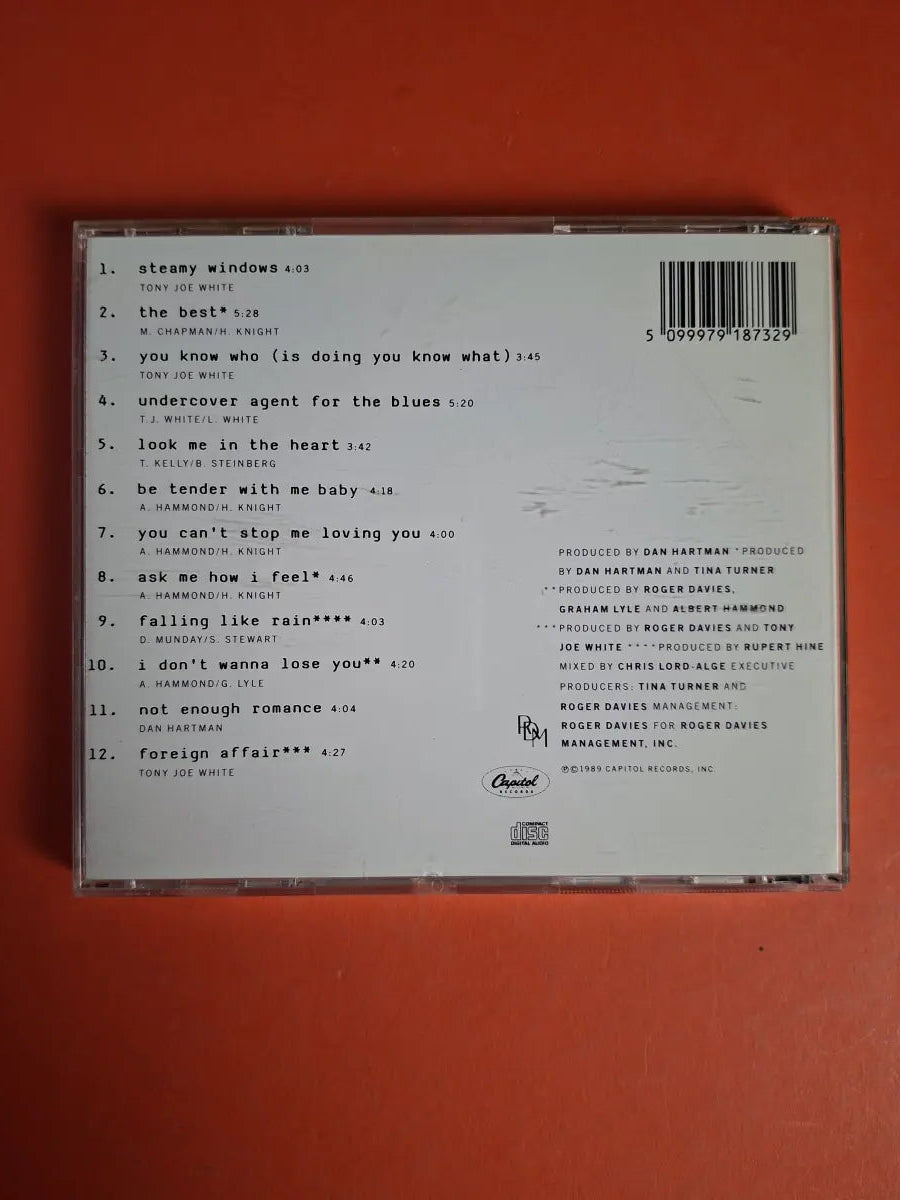 1. steamy windows 4:03
TONY JOE WHITE
2. the best* 5:28
M. CHAPMAN/H. KNIGHT
3. you know who (is doing you know what) 3:45
TONY JOE WHITE
4. undercover agent for the blues 5:20
T.J. WHITE/L. WHITE
5. look me in the heart 3:42
T. KELLY/B. STEINBERG
6. be tender with me baby 4:18
A. HAMMOND/H. KNIGHT
7. you can't stop me loving you 4:00
A. HAMMOND/H. KNIGHT
8. ask me how i feel* 4:46
A. HAMMOND/H. KNIGHT
9. falling like rain**** 4:03
D. MUNDAY/S. STEWART
10. i don't wanna lose you** 4:20
A. HAMMOND/G. LYLE
11. not enough romance 4:04
DAN HARTMAN
12. foreign affair*** 4:27
TONY JOE WHITE
5 099979 187329
PRODUCED BY DAN HARTMAN *PRODUCED
BY DAN HARTMAN AND TINA TURNER
**PRODUCED BY ROGER DAVIES,
GRAHAM LYLE AND ALBERT HAMMOND
***PRODUCED BY ROGER DAVIES AND TONY
JOE WHITE ****PRODUCED BY RUPERT HINE
MIXED BY CHRIS LORD-ALGE EXECUTIVE
PRODUCERS: TINA TURNER AND
ROGER DAVIES MANAGEMENT:
ROGER DAVIES FOR ROGER DAVIES
MANAGEMENT, INC.
RDM
℗©1989 CAPITOL RECORDS, INC.
Capitol
RECORDS
COMPACT
disc
DIGITAL AUDIO